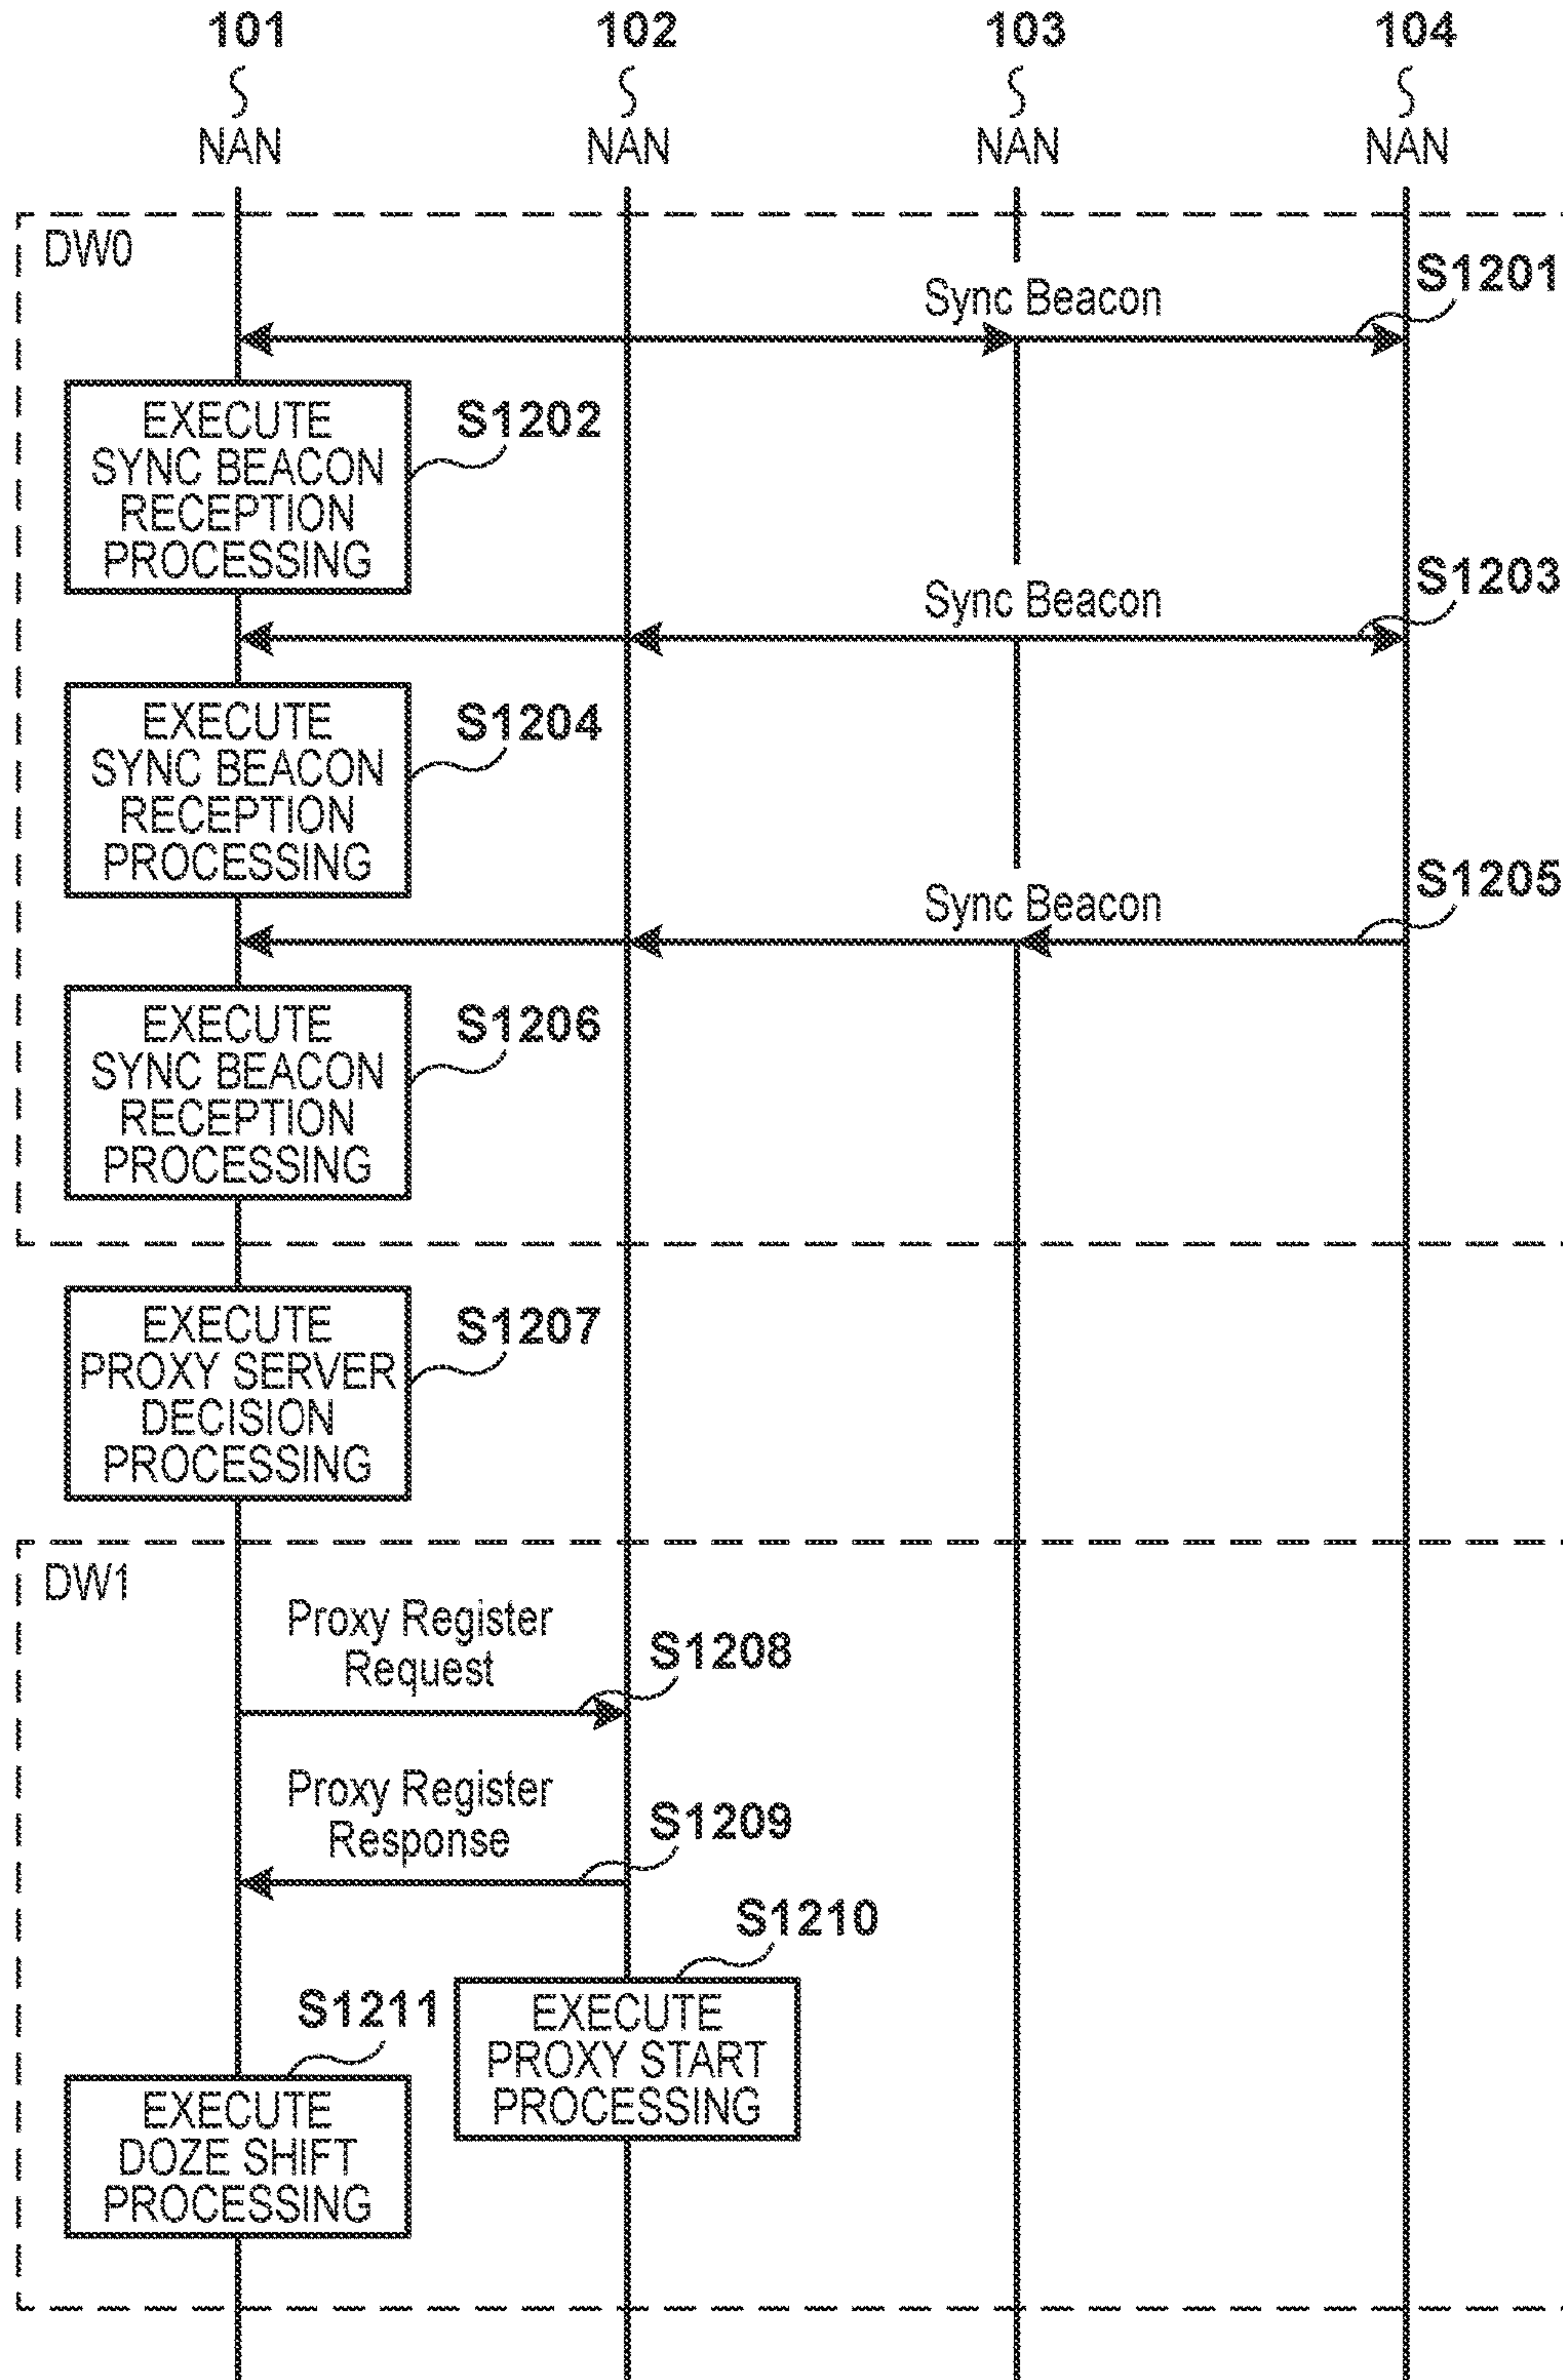 101
102
103
104
NAN
NAN
NAN
NAN
DW0
Sync Beacon
S1201
EXECUTE
SYNC BEACON
RECEPTION
PROCESSING
S1202
Sync Beacon
S1203
EXECUTE
SYNC BEACON
RECEPTION
PROCESSING
S1204
Sync Beacon
S1205
EXECUTE
SYNC BEACON
RECEPTION
PROCESSING
S1206
EXECUTE
PROXY SERVER
DECISION
PROCESSING
S1207
DW1
Proxy Register
Request
S1208
Proxy Register
Response
S1209
S1210
EXECUTE
PROXY START
PROCESSING
S1211
EXECUTE
DOZE SHIFT
PROCESSING